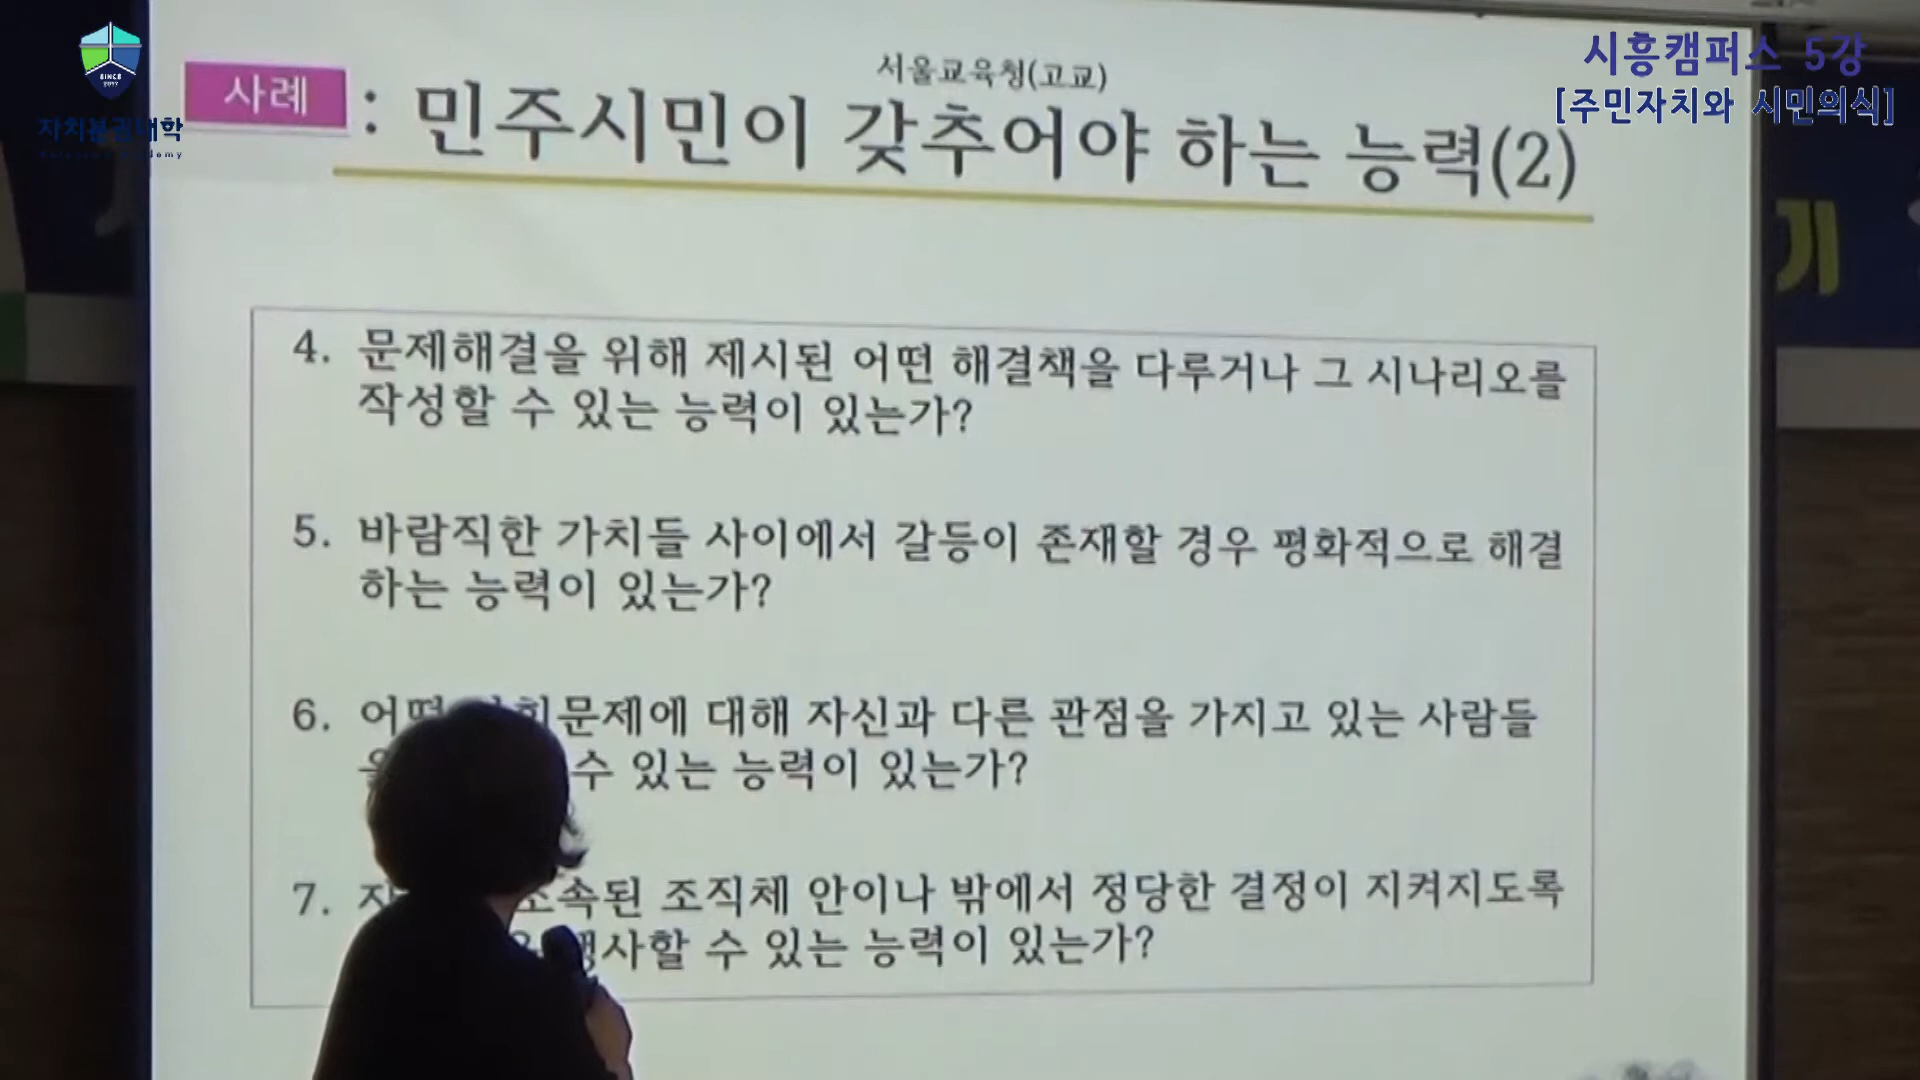 SINCE
2017
자치분권대학
시흥캠퍼스 5강
[주민자치와 시민의식]
서울교육청(고교)
사례 : 민주시민이 갖추어야 하는 능력(2)
기
4. 문제해결을 위해 제시된 어떤 해결책을 다루거나 그 시나리오를
작성할 수 있는 능력이 있는가?
5. 바람직한 가치들 사이에서 갈등이 존재할 경우 평화적으로 해결
하는 능력이 있는가?
6. 어떤 문제에 대해 자신과 다른 관점을 가지고 있는 사람들
수 있는 능력이 있는가?
7. 소속된 조직체 안이나 밖에서 정당한 결정이 지켜지도록
행사할 수 있는 능력이 있는가?